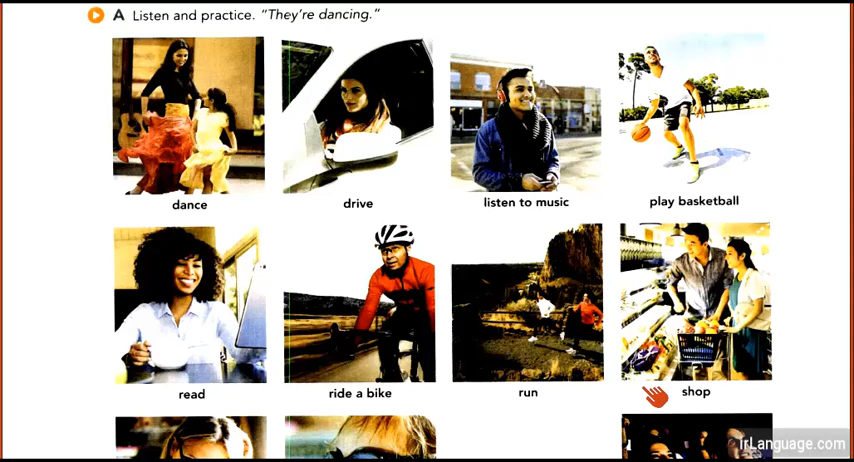 A Listen and practice. "They're dancing."
dance
drive
listen to music
play basketball
read
ride a bike
run
shop
irLanguage.com